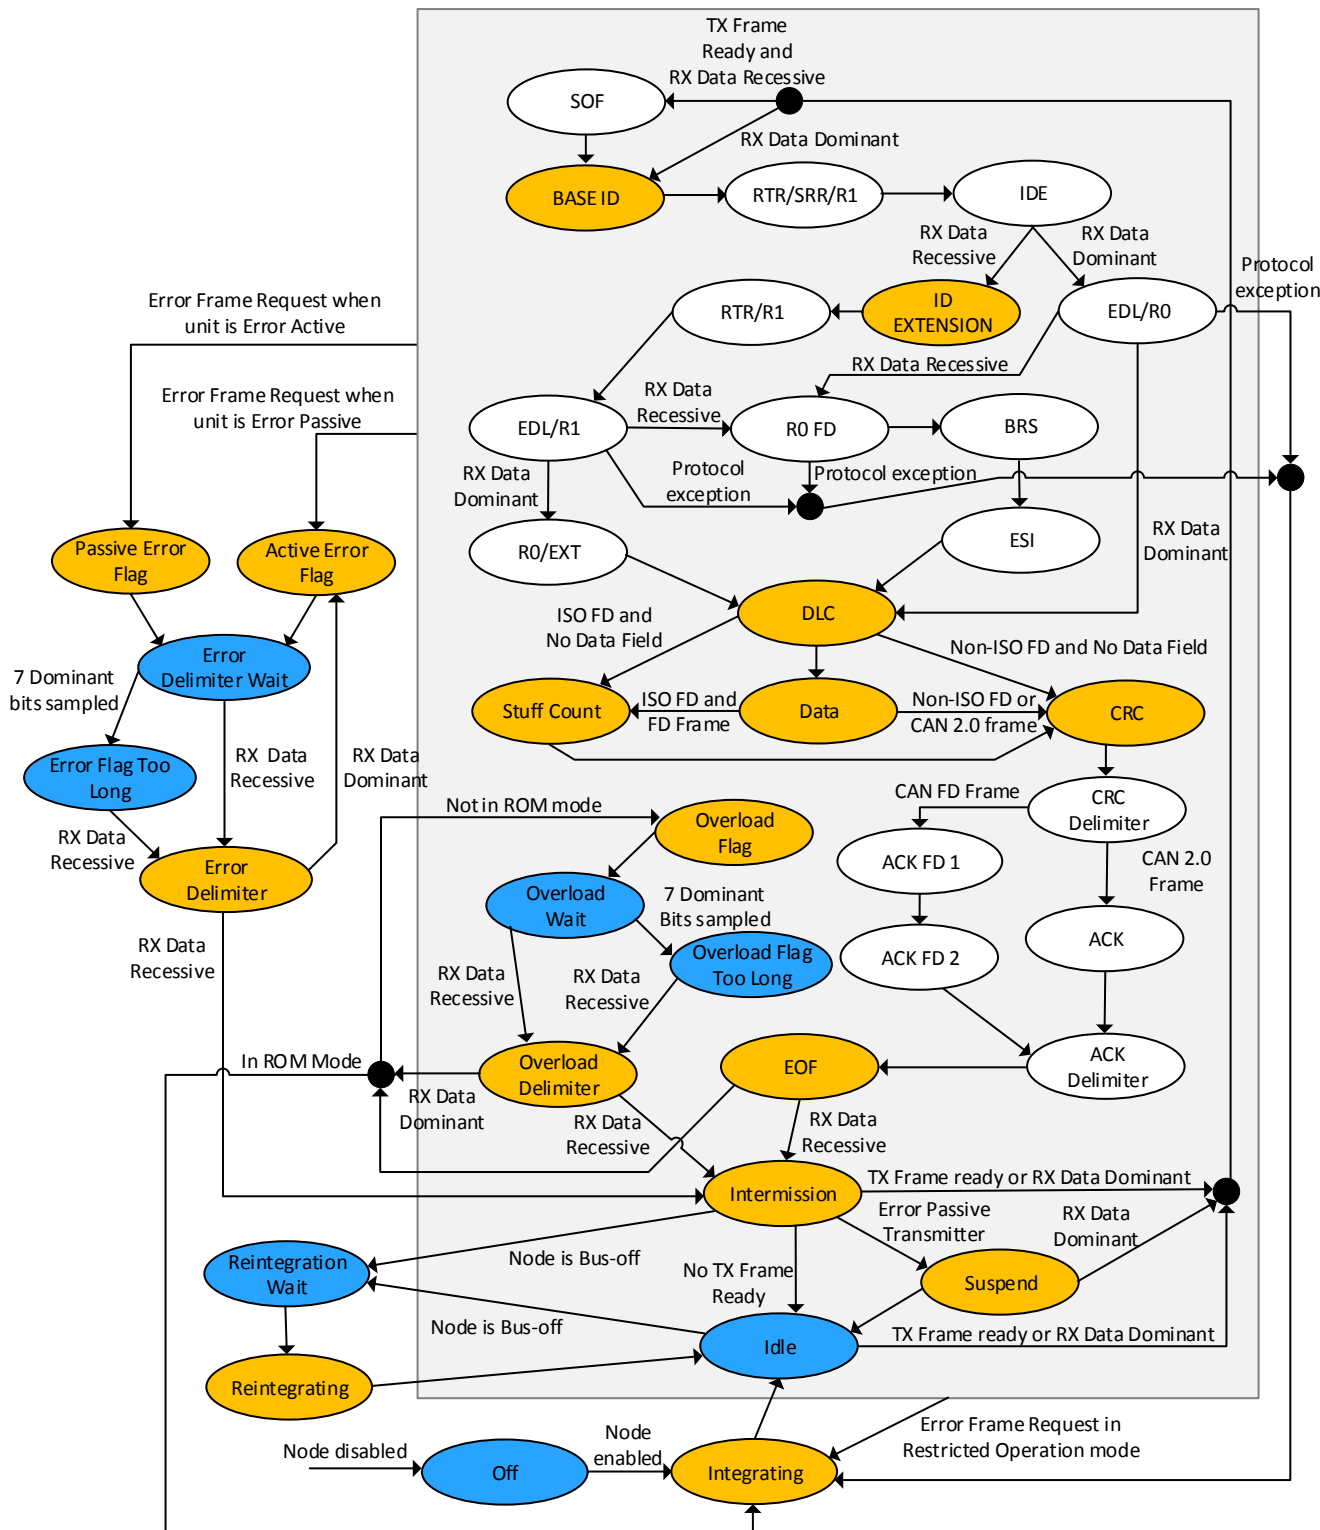 TX Frame
Ready and
RX Data Recessive
SOF
RX Data Dominant
BASE ID
RTR/SRR/R1
IDE
RX Data
Recessive
RX Data
Dominant
Protocol
exception
Error Frame Request when
unit is Error Active
RTR/R1
ID
EXTENSION
EDL/R0
RX Data Recessive
Error Frame Request when
unit is Error Passive
RX Data
Recessive
EDL/R1
R0 FD
BRS
RX Data
Dominant
Protocol
exception
Protocol exception
Passive Error
Flag
Active Error
Flag
R0/EXT
ESI
RX Data
Dominant
DLC
ISO FD and
No Data Field
Non-ISO FD and No Data Field
Error
Delimiter Wait
7 Dominant
bits sampled
Stuff Count
ISO FD and
FD Frame
Data
Non-ISO FD or
CAN 2.0 frame
CRC
Error Flag Too
Long
RX Data
Recessive
RX Data
Dominant
Not in ROM mode
CAN FD Frame
CRC
Delimiter
Overload
Flag
RX Data
Recessive
Error
Delimiter
ACK FD 1
CAN 2.0
Frame
Overload
Wait
7 Dominant
Bits sampled
RX Data
Recessive
Overload Flag
Too Long
ACK FD 2
ACK
RX Data
Recessive
RX Data
Recessive
In ROM Mode
Overload
Delimiter
EOF
ACK
Delimiter
RX Data
Dominant
RX Data
Recessive
RX Data
Recessive
Intermission
TX Frame ready or RX Data Dominant
Error Passive
Transmitter
RX Data
Dominant
Node is Bus-off
Reintegration
Wait
No TX Frame
Ready
Suspend
Node is Bus-off
Idle
TX Frame ready or RX Data Dominant
Reintegrating
Error Frame Request in
Restricted Operation mode
Node disabled
Off
Node
enabled
Integrating